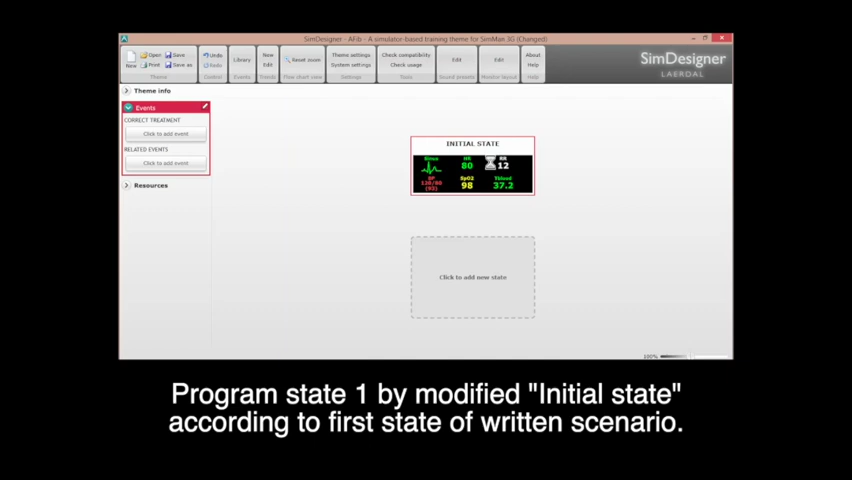 SimDesigner - AFib - A simulator-based training theme for SimMan 3G (Changed)
New Open Save Print Save as
Theme
Undo
Redo
Control
Library
Events
New
Edit
Trends
Reset zoom
Flow chart view
Theme settings
System settings
Settings
Check compatibility
Check usage
Tools
Edit
Sound presets
Edit
Monitor layout
About
Help
Help
SimDesigner
LAERDAL
Theme info
Events
CORRECT TREATMENT
Click to add event
RELATED EVENTS
Click to add event
Resources
INITIAL STATE
Sinus HR RR
80 12
BP SpO2 Tblood
(93) 98 37.2
Click to add new state
100%
Program state 1 by modified "Initial state"
according to first state of written scenario.